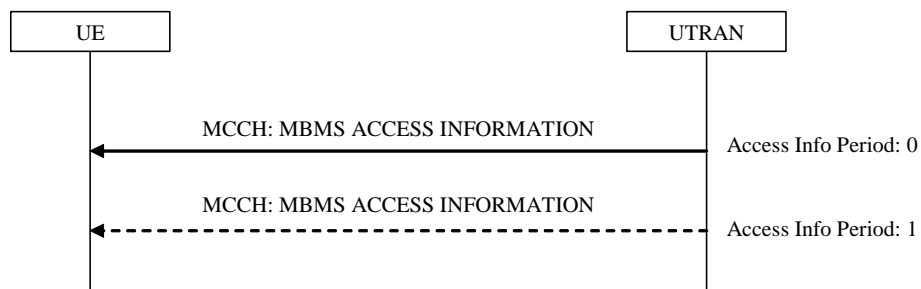 UE
UTRAN
MCCH: MBMS ACCESS INFORMATION
Access Info Period: 0
MCCH: MBMS ACCESS INFORMATION
Access Info Period: 1